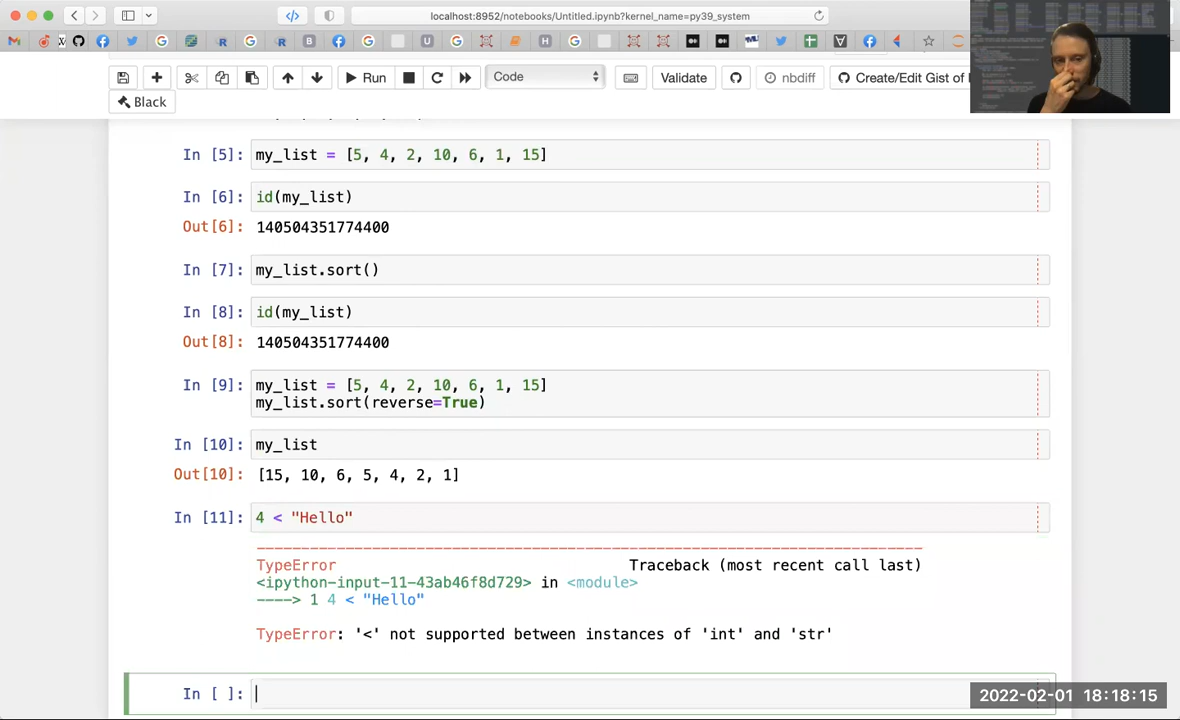 localhost:8952/notebooks/Untitled.ipynb?kernel_name=py39_system
Run
Code
Validate
nbdiff
Create/Edit Gist of
Black
In [5]: my_list = [5, 4, 2, 10, 6, 1, 15]
In [6]: id(my_list)
Out[6]: 140504351774400
In [7]: my_list.sort()
In [8]: id(my_list)
Out[8]: 140504351774400
In [9]: my_list = [5, 4, 2, 10, 6, 1, 15]
my_list.sort(reverse=True)
In [10]: my_list
Out[10]: [15, 10, 6, 5, 4, 2, 1]
In [11]: 4 < "Hello"
---------------------------------------------------------------------------
TypeError Traceback (most recent call last)
<ipython-input-11-43ab46f8d729> in <module>
----> 1 4 < "Hello"
TypeError: '<' not supported between instances of 'int' and 'str'
In [ ]:
2022-02-01 18:18:15